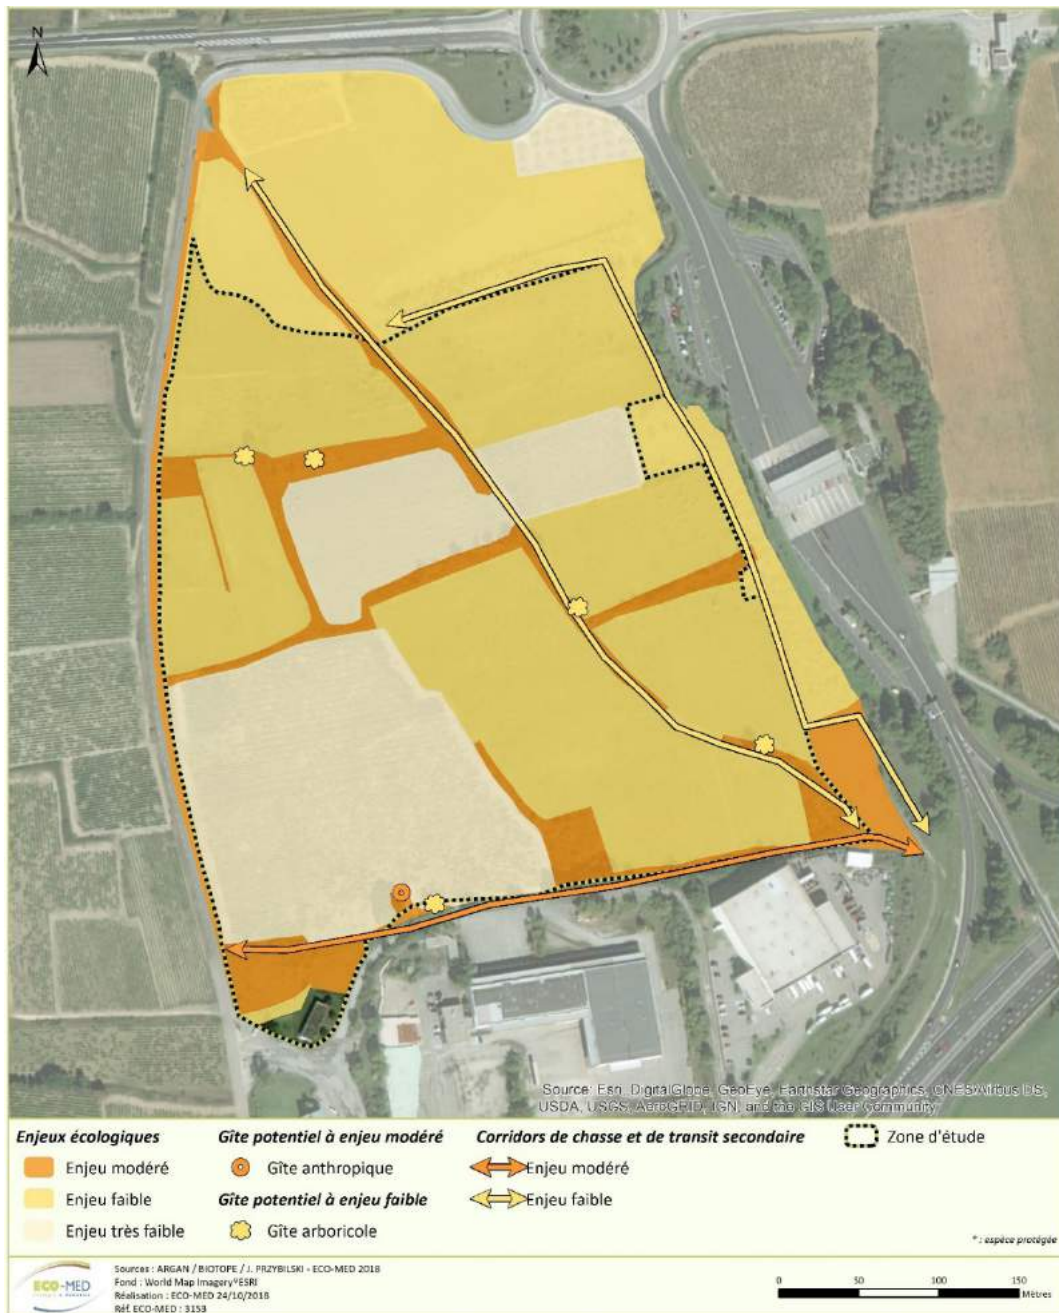 N
Source: Esri, DigitalGlobe, GeoEye, Earthstar Geographics, CNES/Airbus DS,
USDA, USGS, AeroGRID, IGN, and the GIS User Community
Enjeux écologiques
Enjeu modéré
Enjeu faible
Enjeu très faible
Gîte potentiel à enjeu modéré
Gîte anthropique
Gîte potentiel à enjeu faible
Gîte arboricole
Corridors de chasse et de transit secondaire
Enjeu modéré
Enjeu faible
Zone d'étude
* : espèce protégée
ECO-MED
Sources : ARGAN / BIOTOPE / J. PRZYBILSKI - ECO-MED 2018
Fond : World Map Imagery®ESRI
Réalisation : ECO-MED 24/10/2018
Réf. ECO-MED : 3153
0 50 100 150
Mètres